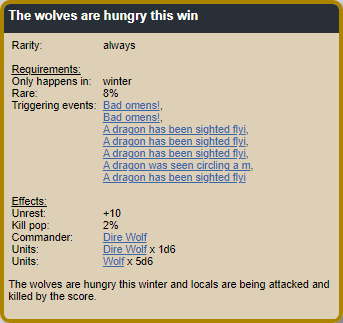 The wolves are hungry this win
Rarity: always
Requirements:
Only happens in: winter
Rare: 8%
Triggering events: Bad omens!,
Bad omens!,
A dragon has been sighted flyi,
A dragon has been sighted flyi,
A dragon has been sighted flyi,
A dragon was seen circling a m,
A dragon has been sighted flyi
Effects:
Unrest: +10
Kill pop: 2%
Commander: Dire Wolf
Units: Dire Wolf x 1d6
Units: Wolf x 5d6
The wolves are hungry this winter and locals are being attacked and
killed by the score.